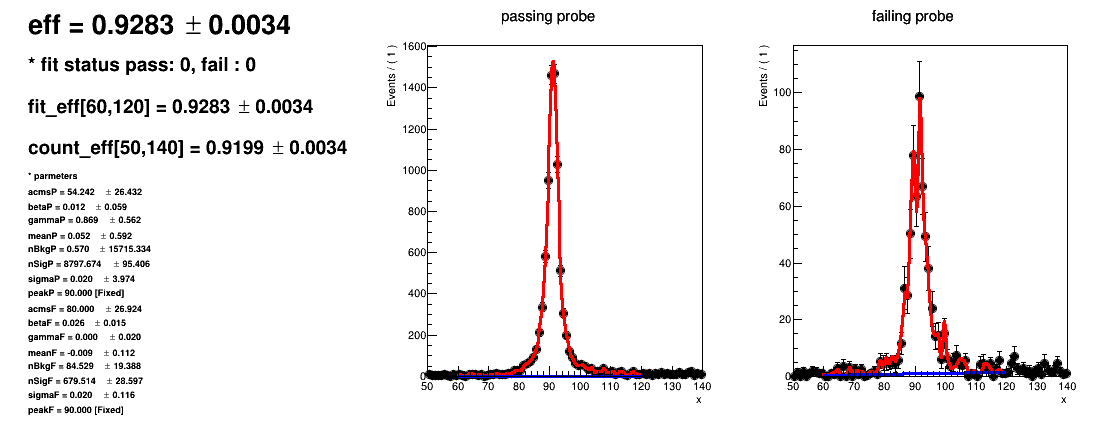 eff = 0.9283 ± 0.0034
* fit status pass: 0, fail : 0
fit_eff[60,120] = 0.9283 ± 0.0034
count_eff[50,140] = 0.9199 ± 0.0034
* parmeters
acmsP = 54.242 ± 26.432
betaP = 0.012 ± 0.059
gammaP = 0.869 ± 0.562
meanP = 0.052 ± 0.592
nBkgP = 0.570 ± 15715.334
nSigP = 8797.674 ± 95.406
sigmaP = 0.020 ± 3.974
peakP = 90.000 [Fixed]
acmsF = 80.000 ± 26.924
betaF = 0.026 ± 0.015
gammaF = 0.000 ± 0.020
meanF = -0.009 ± 0.112
nBkgF = 84.529 ± 19.388
nSigF = 679.514 ± 28.597
sigmaF = 0.020 ± 0.116
peakF = 90.000 [Fixed]
passing probe
Events / ( 1 )
1600
1400
1200
1000
800
600
400
200
0
50 60 70 80 90 100 110 120 130 140
x
failing probe
Events / ( 1 )
100
80
60
40
20
0
50 60 70 80 90 100 110 120 130 140
x